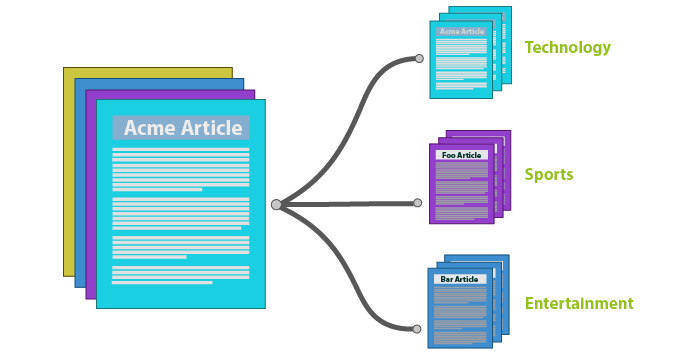 Acme Article
Acme Article
Technology
Foo Article
Sports
Bar Article
Entertainment